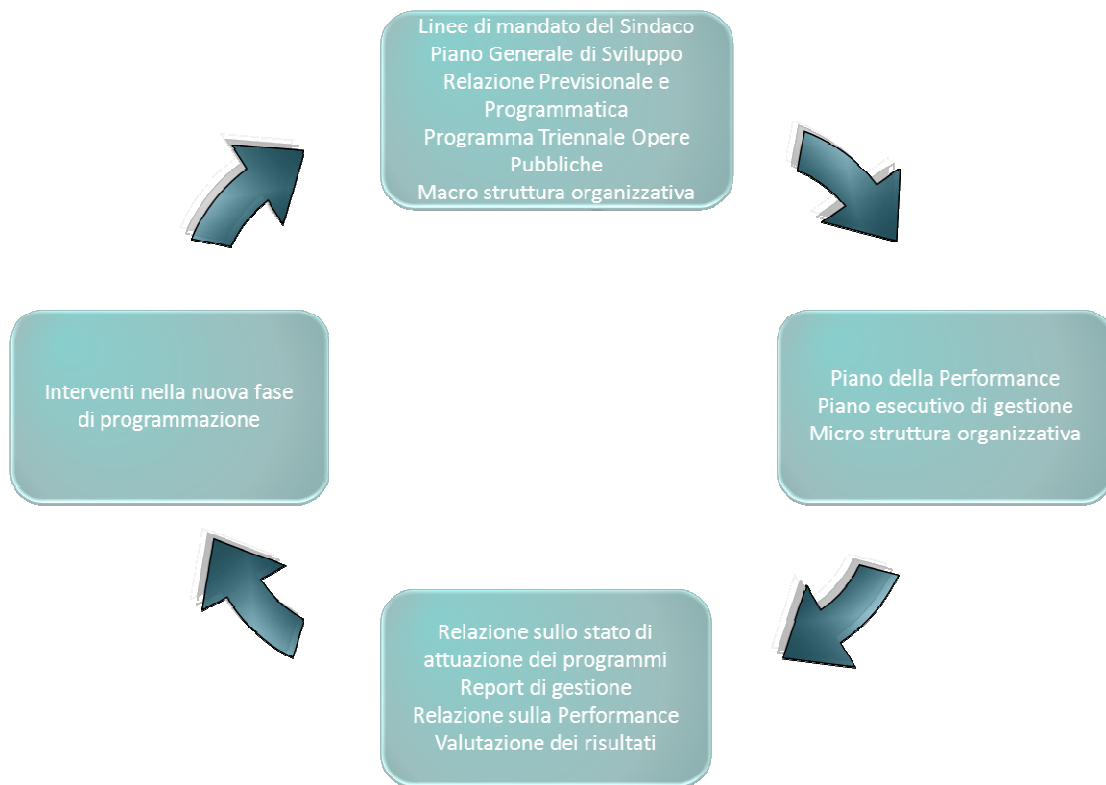 Linee di mandato del Sindaco
Piano Generale di Sviluppo
Relazione Previsionale e
Programmatica
Programma Triennale Opere
Pubbliche
Macro struttura organizzativa
Piano della Performance
Piano esecutivo di gestione
Micro struttura organizzativa
Relazione sullo stato di
attuazione dei programmi
Report di gestione
Relazione sulla Performance
Valutazione dei risultati
Interventi nella nuova fase
di programmazione